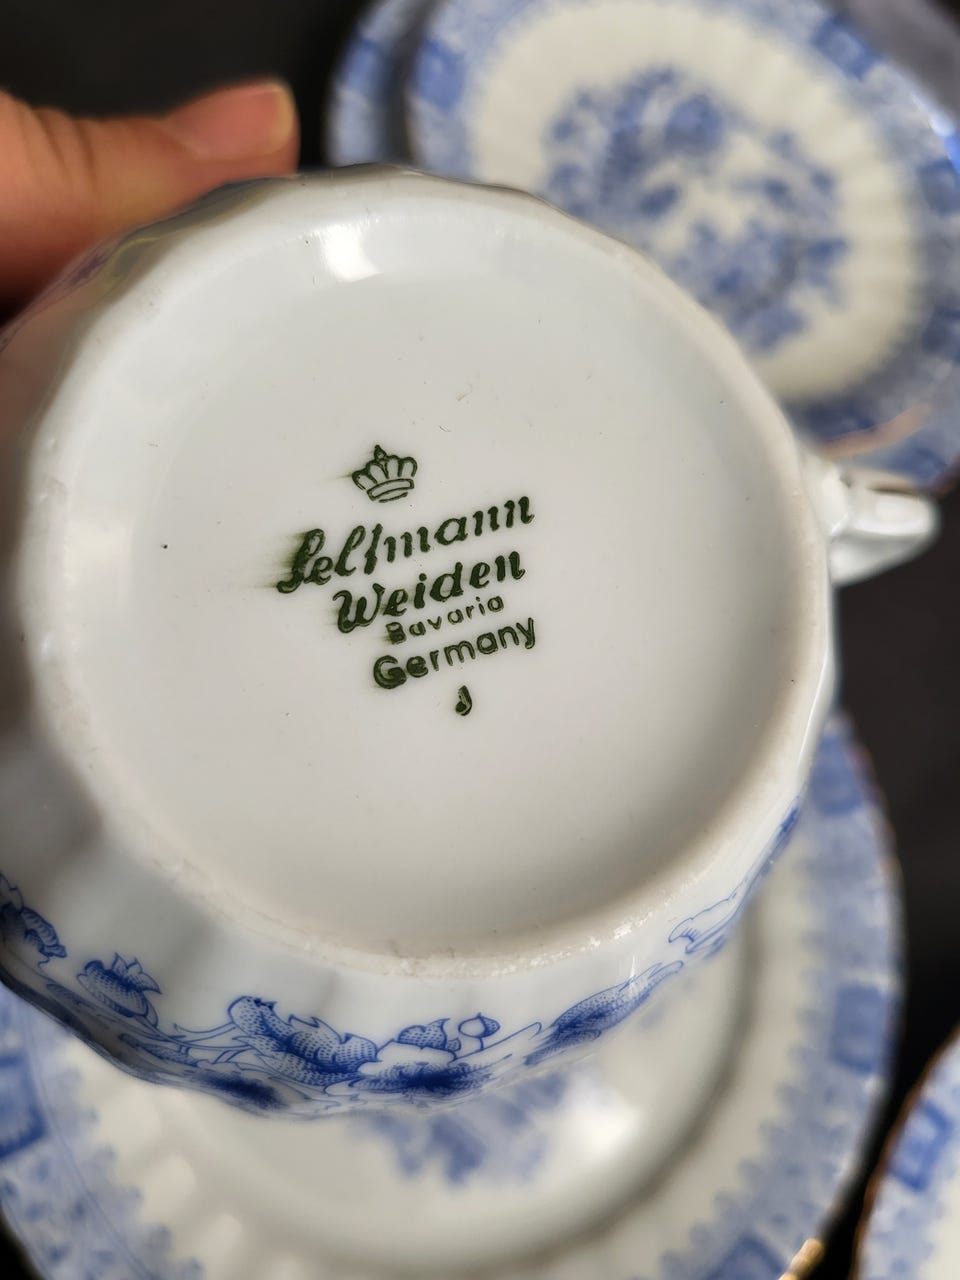 Seltmann
Weiden
Bavaria
Germany